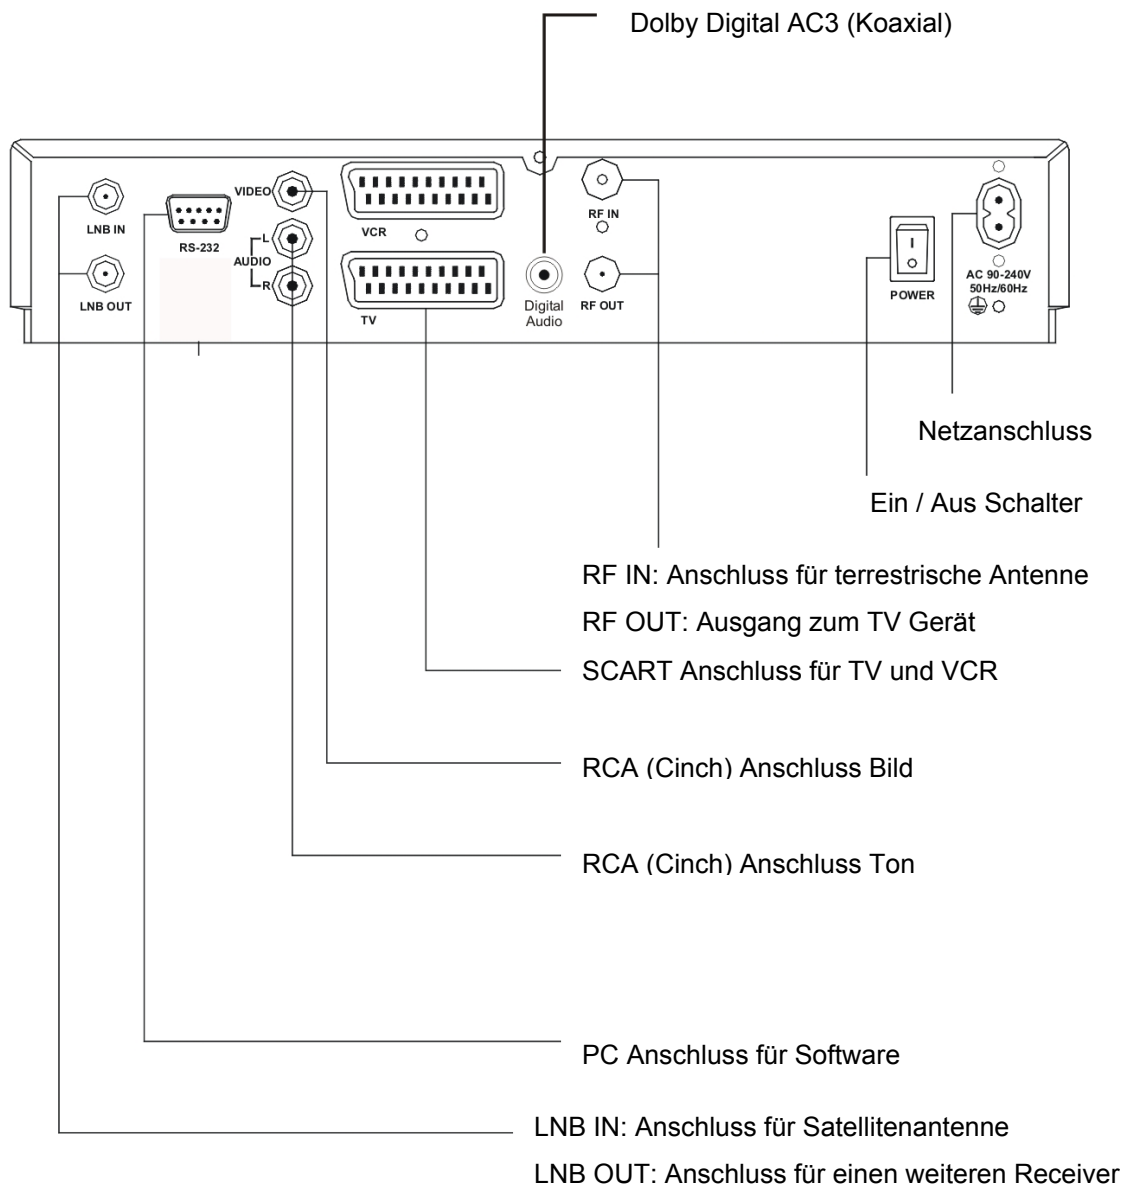 Dolby Digital AC3 (Koaxial)
LNB IN
LNB OUT
RS-232
VIDEO
L
AUDIO
R
VCR
TV
Digital
Audio
RF IN
RF OUT
POWER
AC 90-240V
50Hz/60Hz
Netzanschluss
Ein / Aus Schalter
RF IN: Anschluss für terrestrische Antenne
RF OUT: Ausgang zum TV Gerät
SCART Anschluss für TV und VCR
RCA (Cinch) Anschluss Bild
RCA (Cinch) Anschluss Ton
PC Anschluss für Software
LNB IN: Anschluss für Satellitenantenne
LNB OUT: Anschluss für einen weiteren Receiver